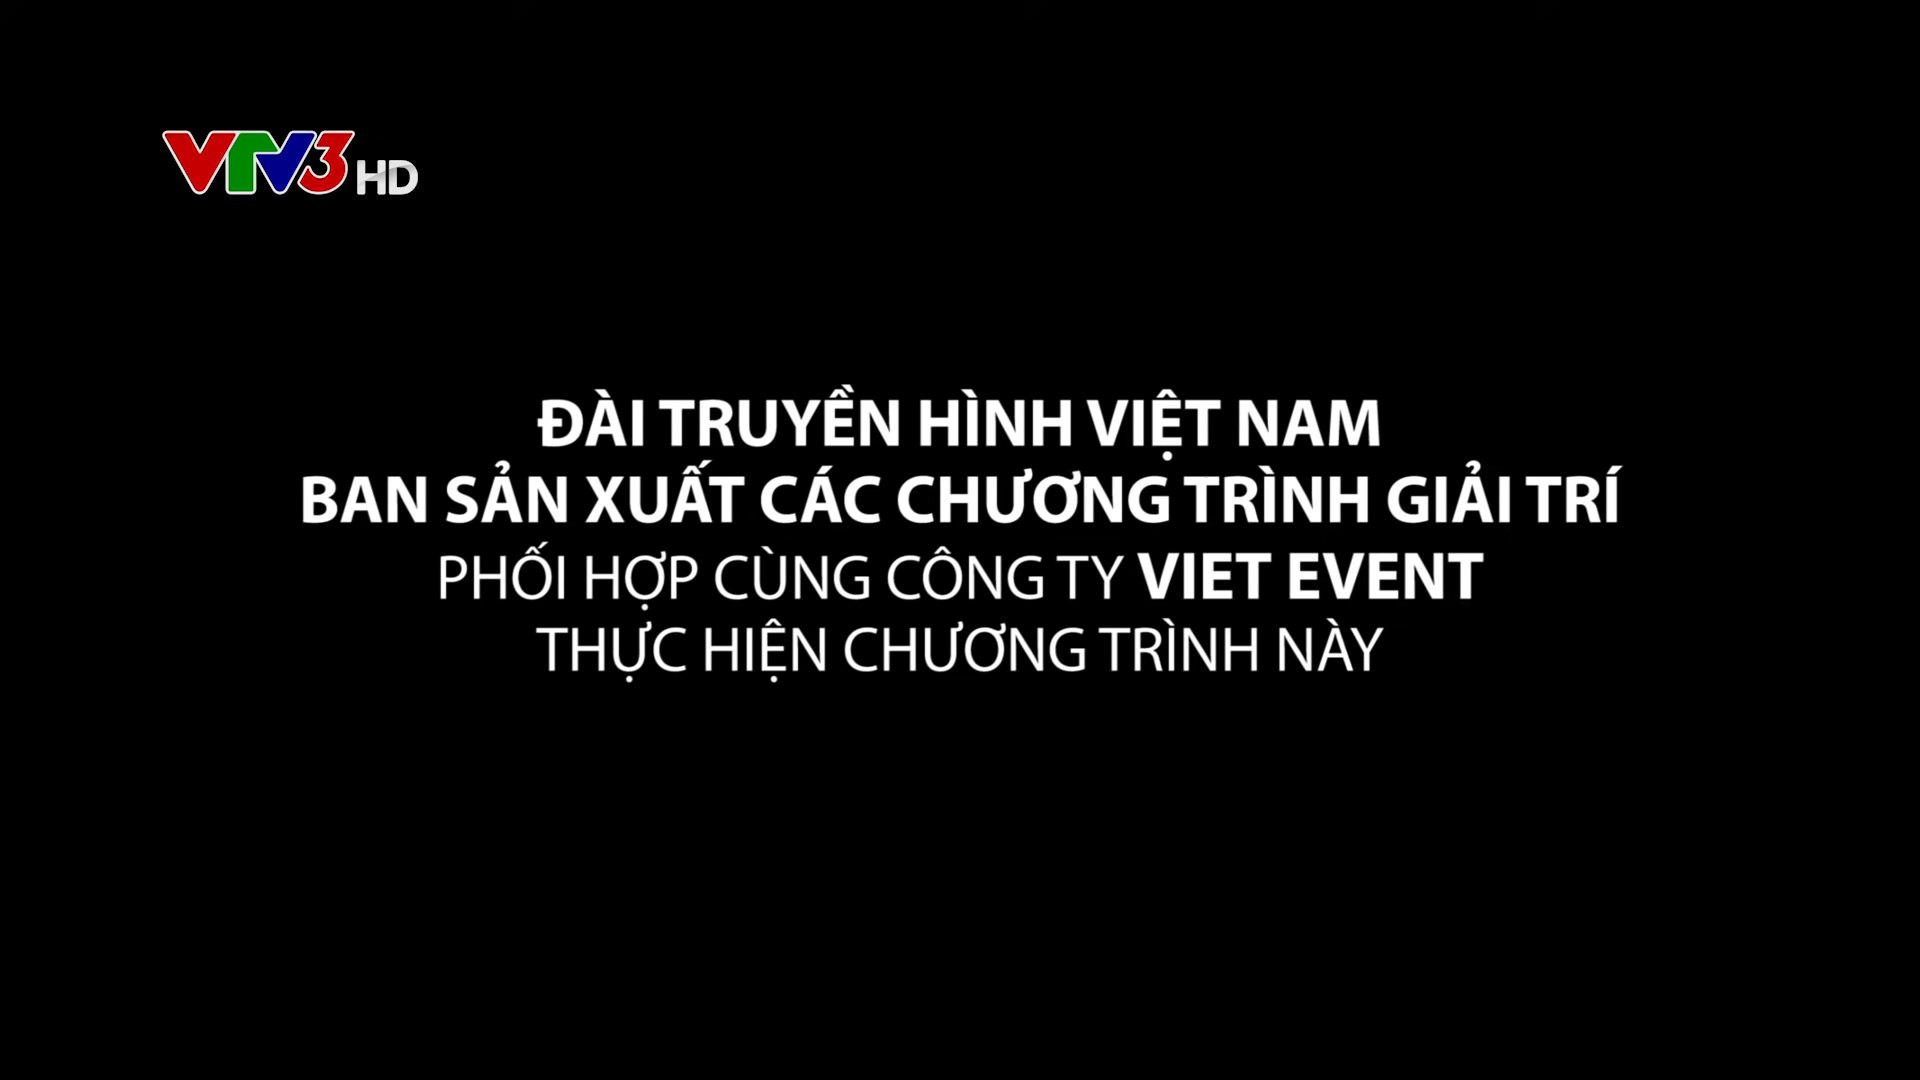 VTV3 HD
ĐÀI TRUYỀN HÌNH VIỆT NAM
BAN SẢN XUẤT CÁC CHƯƠNG TRÌNH GIẢI TRÍ
PHỐI HỢP CÙNG CÔNG TY VIET EVENT
THỰC HIỆN CHƯƠNG TRÌNH NÀY